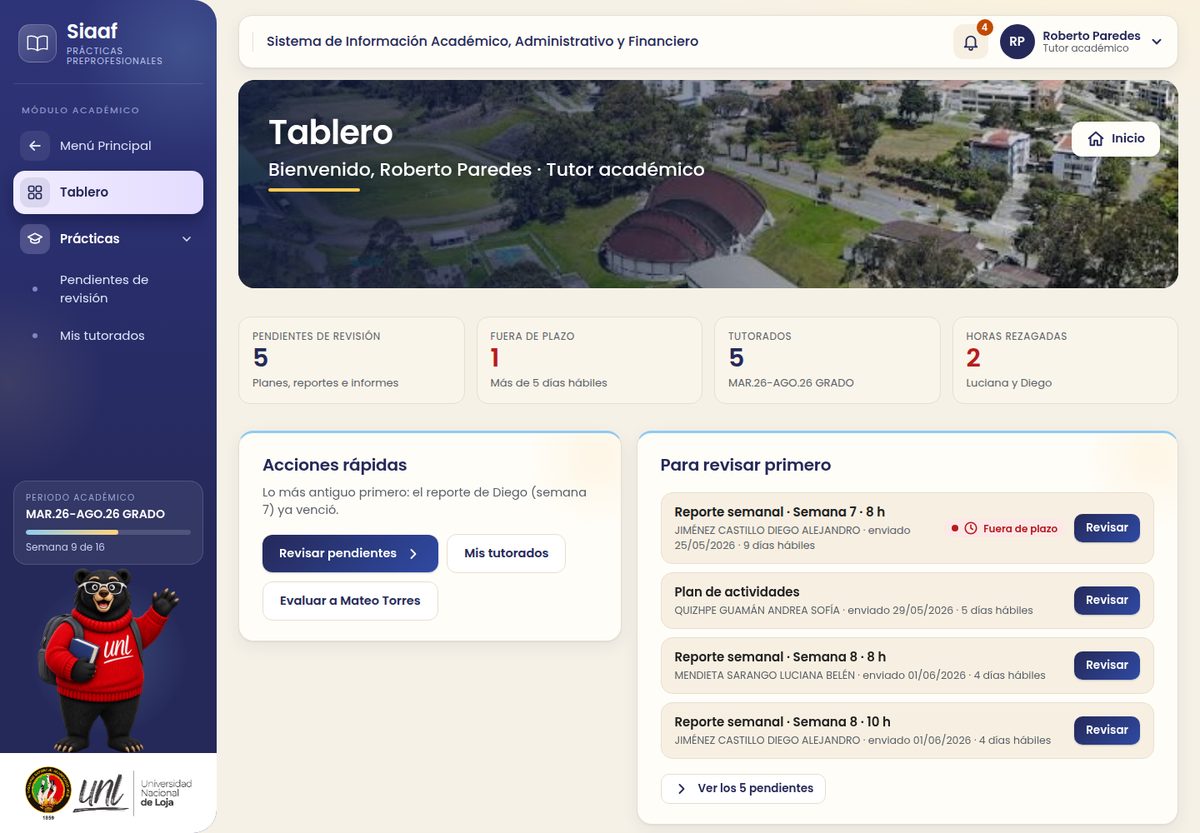 Siaaf
PRÁCTICAS
PREPROFESIONALES
MÓDULO ACADÉMICO
Menú Principal
Tablero
Prácticas
Pendientes de
revisión
Mis tutorados
PERIODO ACADÉMICO
MAR.26-AGO.26 GRADO
Semana 9 de 16
unl
1859
unl
Universidad
Nacional
de Loja
Sistema de Información Académico, Administrativo y Financiero
4
RP
Roberto Paredes
Tutor académico
Tablero
Bienvenido, Roberto Paredes · Tutor académico
Inicio
PENDIENTES DE REVISIÓN
5
Planes, reportes e informes
FUERA DE PLAZO
1
Más de 5 días hábiles
TUTORADOS
5
MAR.26-AGO.26 GRADO
HORAS REZAGADAS
2
Luciana y Diego
Acciones rápidas
Lo más antiguo primero: el reporte de Diego (semana
7) ya venció.
Revisar pendientes
Mis tutorados
Evaluar a Mateo Torres
Para revisar primero
Reporte semanal · Semana 7 · 8 h
JIMÉNEZ CASTILLO DIEGO ALEJANDRO · enviado
25/05/2026 · 9 días hábiles
Fuera de plazo
Revisar
Plan de actividades
QUIZHPE GUAMÁN ANDREA SOFÍA · enviado 29/05/2026 · 5 días hábiles
Revisar
Reporte semanal · Semana 8 · 8 h
MENDIETA SARANGO LUCIANA BELÉN · enviado 01/06/2026 · 4 días hábiles
Revisar
Reporte semanal · Semana 8 · 10 h
JIMÉNEZ CASTILLO DIEGO ALEJANDRO · enviado 01/06/2026 · 4 días hábiles
Revisar
Ver los 5 pendientes